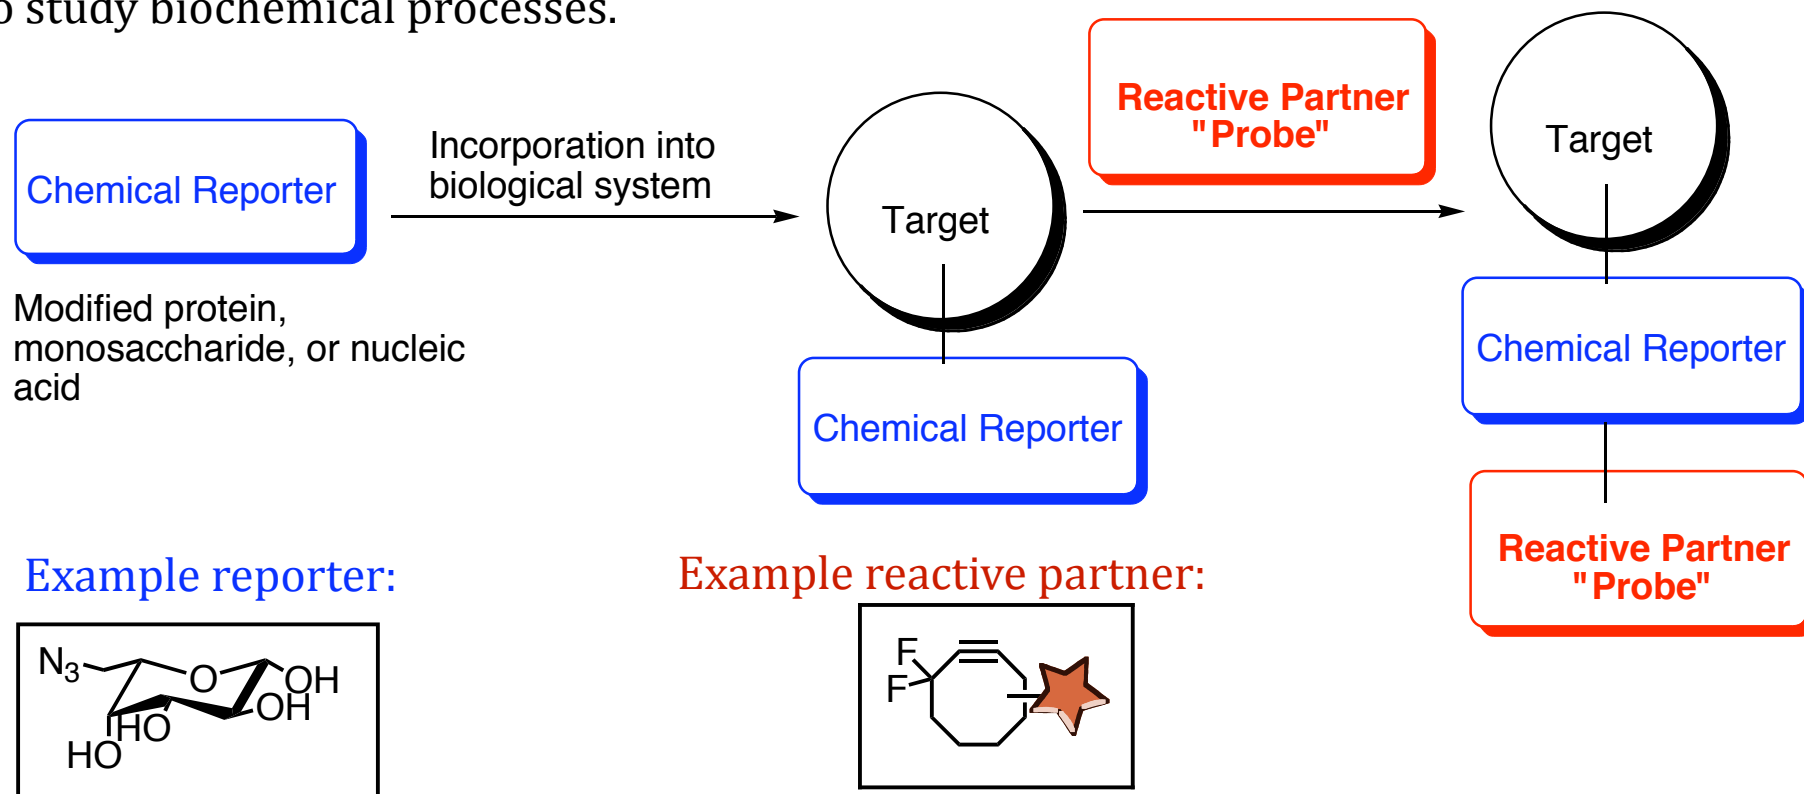 o study biochemical processes.
Reactive Partner
"Probe"
Target
Incorporation into
biological system
Chemical Reporter
Target
Modified protein,
monosaccharide, or nucleic
acid
Chemical Reporter
Chemical Reporter
Reactive Partner
"Probe"
Example reporter:
Example reactive partner:
N3
O
OH
OH
HO
HO
F
F